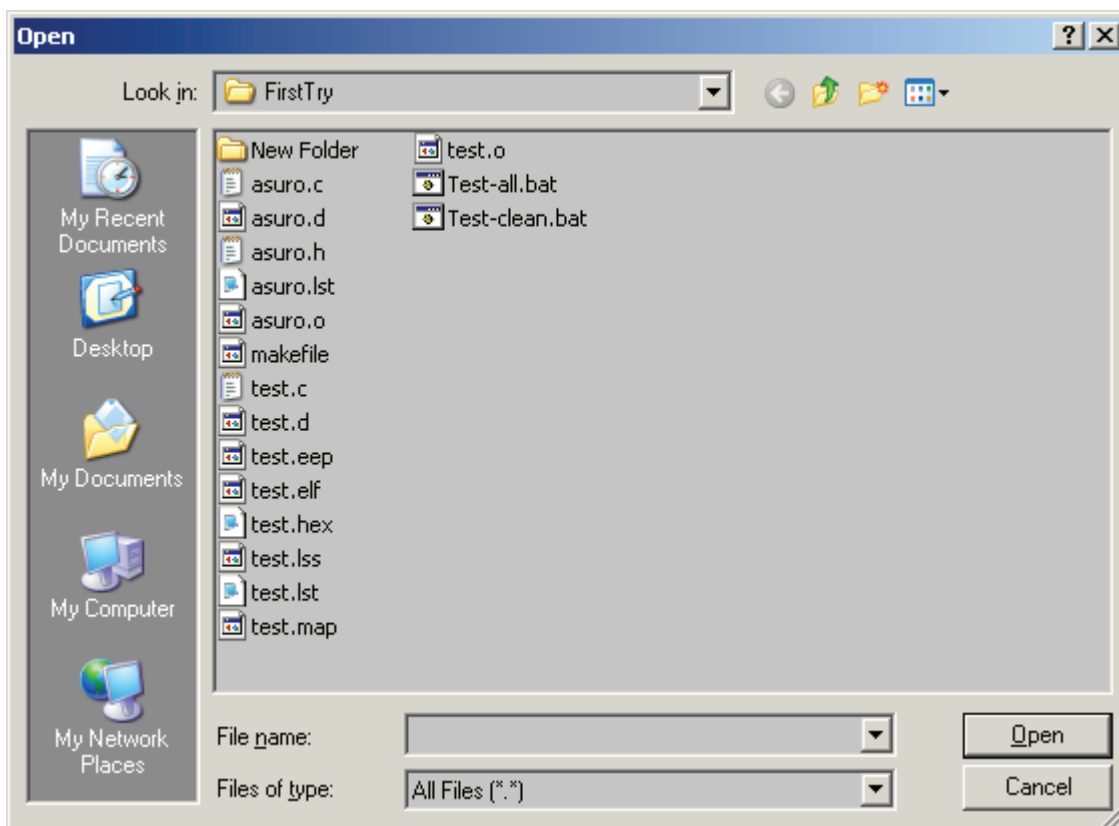 Open
Look in:
FirstTry
My Recent
Documents
Desktop
My Documents
My Computer
My Network
Places
New Folder
asuro.c
asuro.d
asuro.h
asuro.lst
asuro.o
makefile
test.c
test.d
test.eep
test.elf
test.hex
test.lss
test.lst
test.map
test.o
Test-all.bat
Test-clean.bat
File name:
Open
Files of type:
All Files (*.*)
Cancel